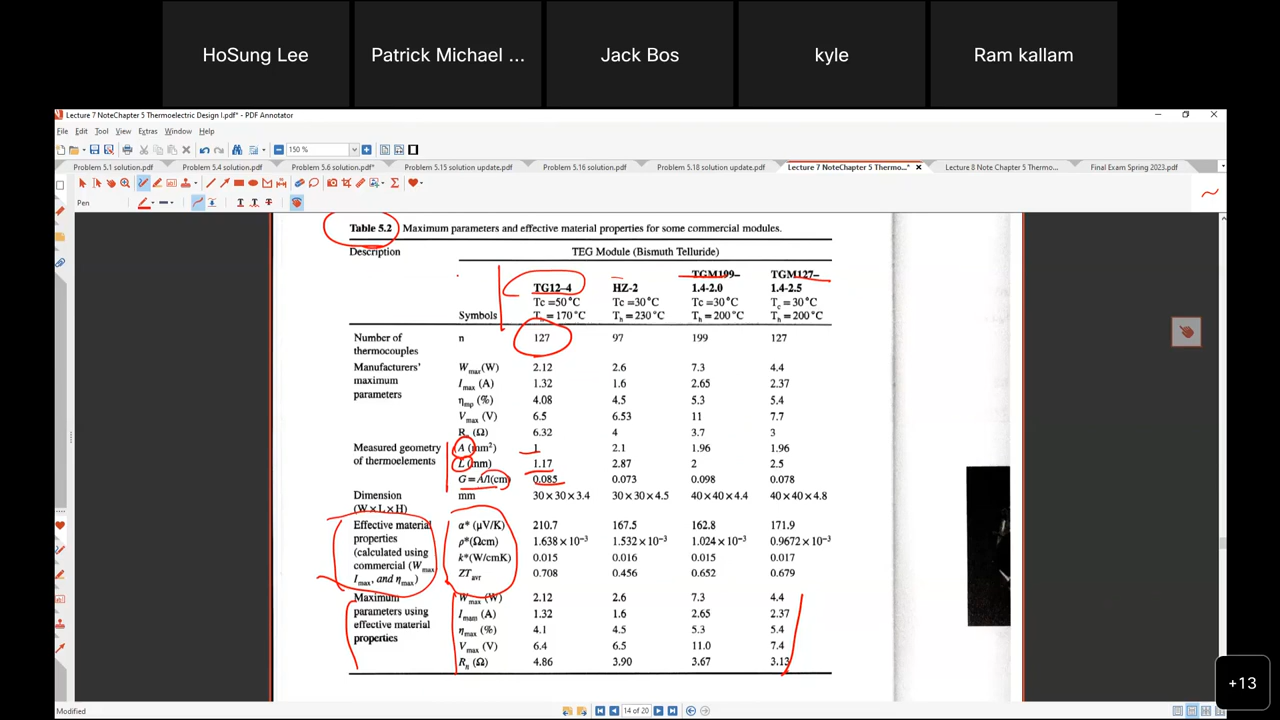 HoSung Lee
Patrick Michael ...
Jack Bos
kyle
Ram kallam
Lecture 7 NoteChapter 5 Thermoelectric Design I.pdf* - PDF Annotator
File Edit Tool View Extras Window Help
150 %
Problem 5.1 solution.pdf Problem 5.4 solution.pdf Problem 5.6 solution.pdf* Problem 5.15 solution update.pdf Problem 5.16 solution.pdf Problem 5.18 solution update.pdf Lecture 7 NoteChapter 5 Thermo...* Lecture 8 Note Chapter 5 Thermo... Final Exam Spring 2023.pdf
Pen
Table 5.2 Maximum parameters and effective material properties for some commercial modules.
Description TEG Module (Bismuth Telluride)
TGM199– TGM127–
TG12–4 HZ-2 1.4-2.0 1.4-2.5
Tc =50°C Tc=30°C Tc=30°C Tc = 30°C
Symbols Th = 170°C Th = 230°C Th = 200°C Th = 200°C
Number of n 127 97 199 127
thermocouples
Manufacturers' Wmax(W) 2.12 2.6 7.3 4.4
maximum Imax (A) 1.32 1.6 2.65 2.37
parameters ηmp (%) 4.08 4.5 5.3 5.4
Vmax (V) 6.5 6.53 11 7.7
Rn (Ω) 6.32 4 3.7 3
Measured geometry A (mm²) 1 2.1 1.96 1.96
of thermoelements L (mm) 1.17 2.87 2 2.5
G = A/l(cm) 0.085 0.073 0.098 0.078
Dimension mm 30×30×3.4 30×30×4.5 40×40×4.4 40×40×4.8
(W×L×H)
Effective material α* (μV/K) 210.7 167.5 162.8 171.9
properties ρ*(Ωcm) 1.638×10⁻³ 1.532×10⁻³ 1.024×10⁻³ 0.9672×10⁻³
(calculated using k*(W/cmK) 0.015 0.016 0.015 0.017
commercial (Wmax ZTavr 0.708 0.456 0.652 0.679
Imax, and ηmax)
Maximum Wmax (W) 2.12 2.6 7.3 4.4
parameters using Imam (A) 1.32 1.6 2.65 2.37
effective material ηmax (%) 4.1 4.5 5.3 5.4
properties Vmax (V) 6.4 6.5 11.0 7.4
Rn (Ω) 4.86 3.90 3.67 3.13
+13
Modified
14 of 20